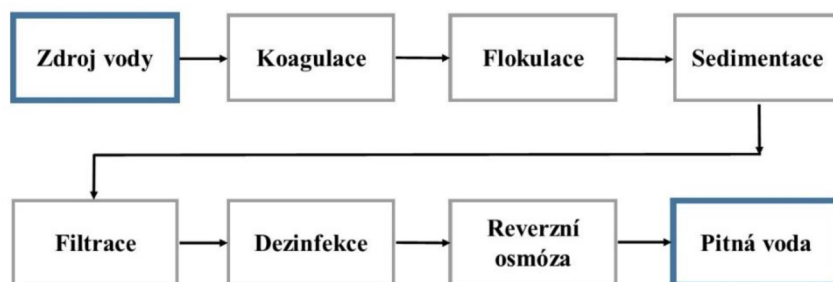 Zdroj vody
Koagulace
Flokulace
Sedimentace
Filtrace
Dezinfekce
Reverzní
osmóza
Pitná voda